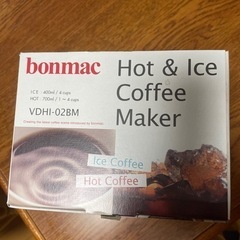 bonmac
ICE : 400ml / 4 cups
HOT : 700ml / 1 ~ 4 cups
VDHI-02BM
Hot & Ice
Coffee
Maker
Ice Coffee
Hot Coffee